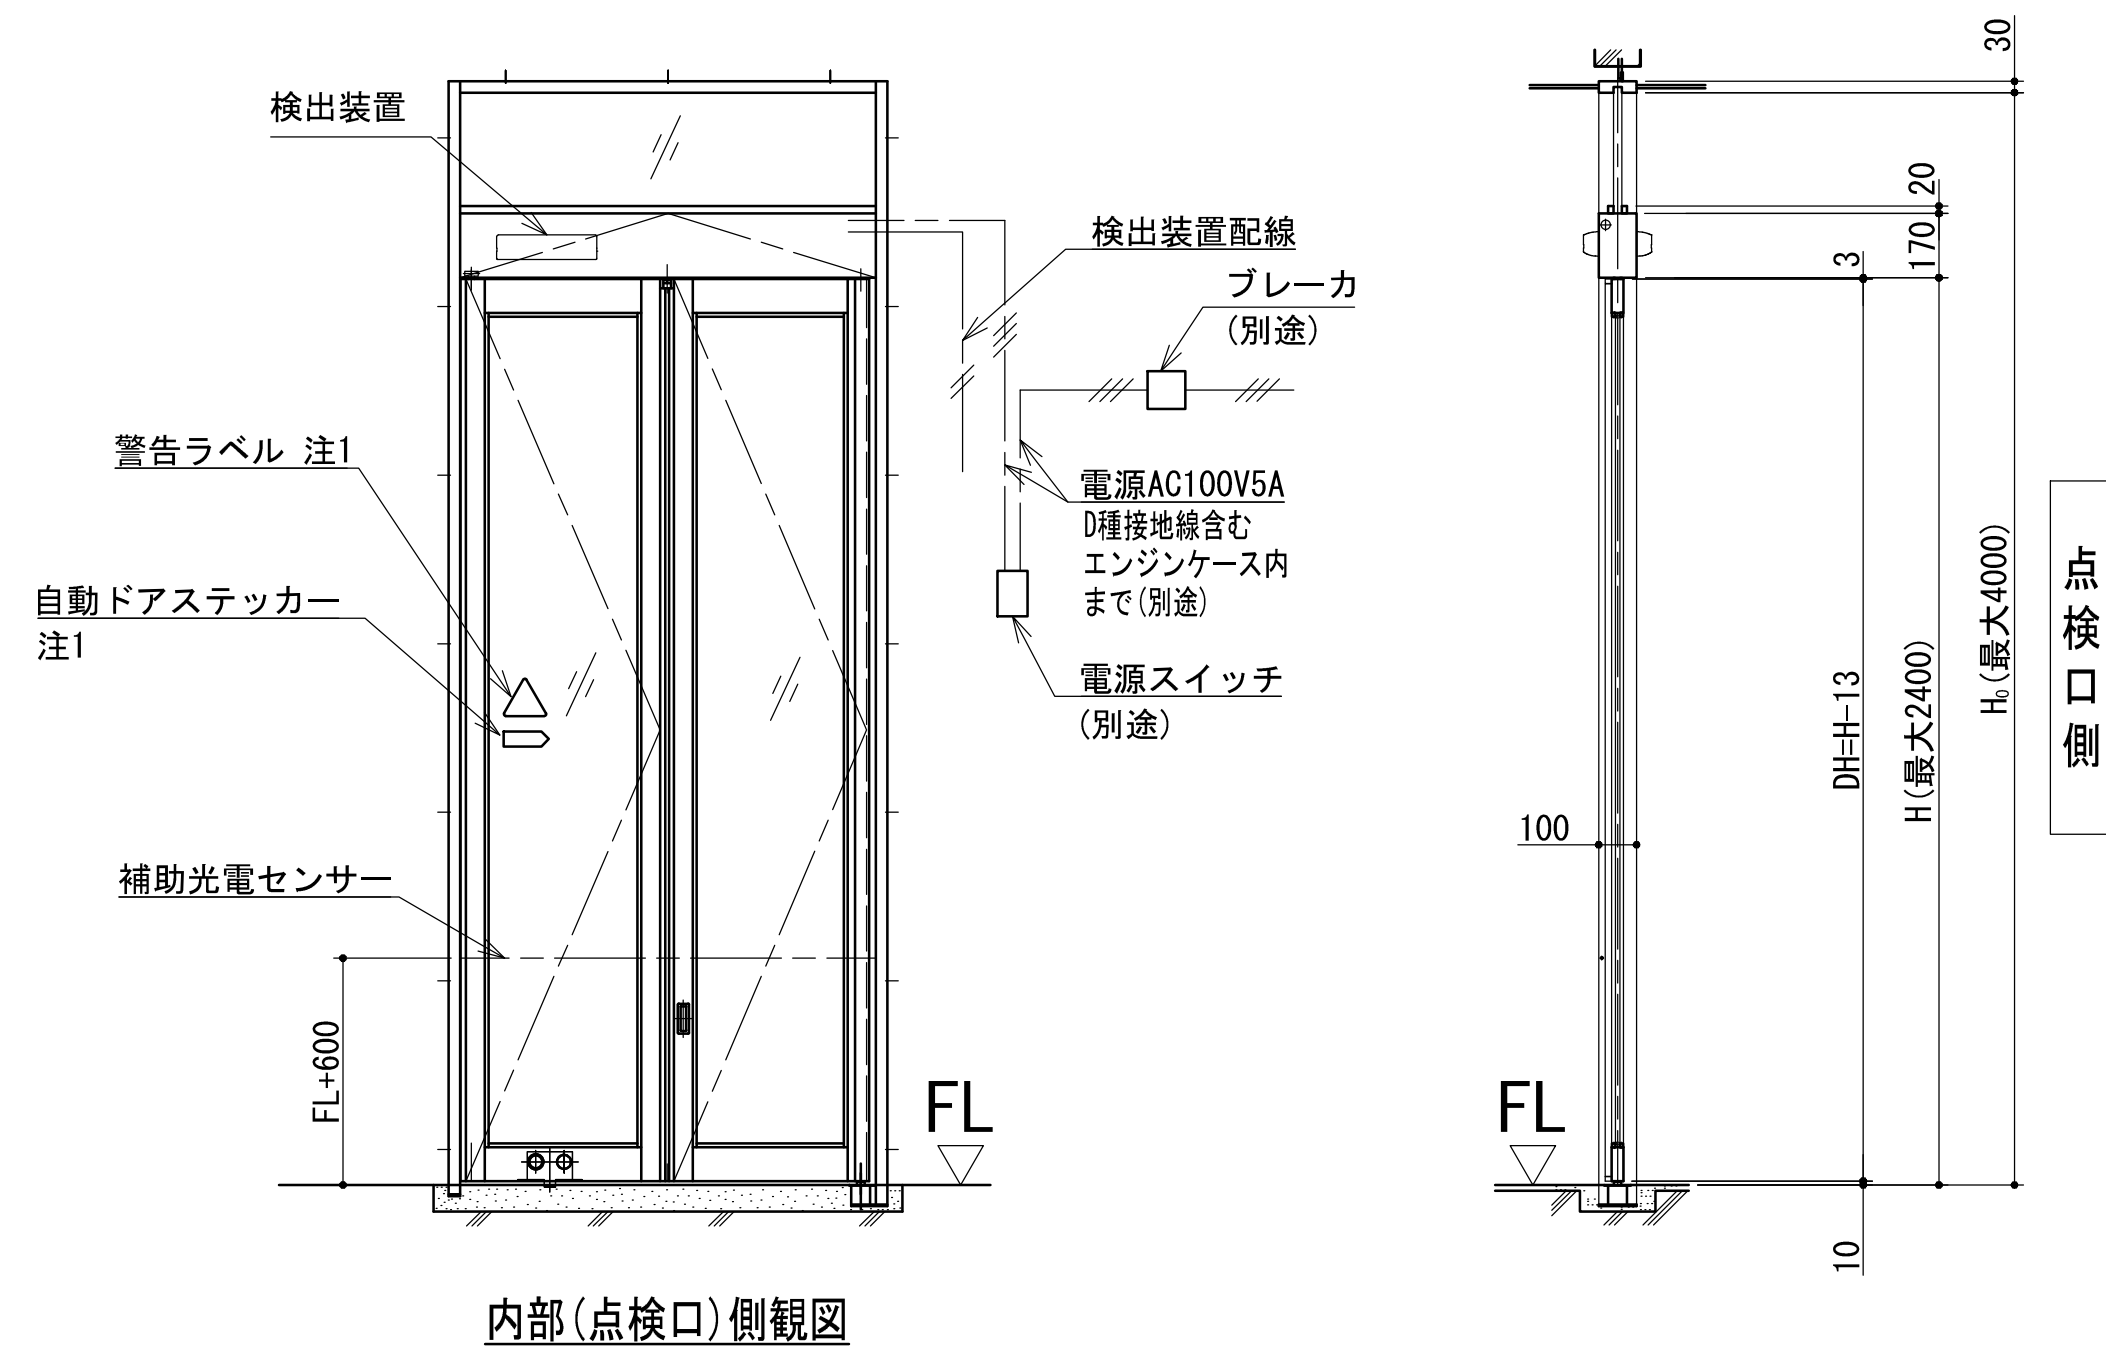 検出装置
検出装置配線
ブレーカ
(別途)
警告ラベル 注1
電源AC100V5A
D種接地線含む
エンジンケース内
まで(別途)
自動ドアステッカー
注1
電源スイッチ
(別途)
補助光電センサー
FL+600
FL
内部(点検口)側観図
30
20
170
3
H₀(最大4000)
H(最大2400)
DH=H-13
100
FL
10
点検口側